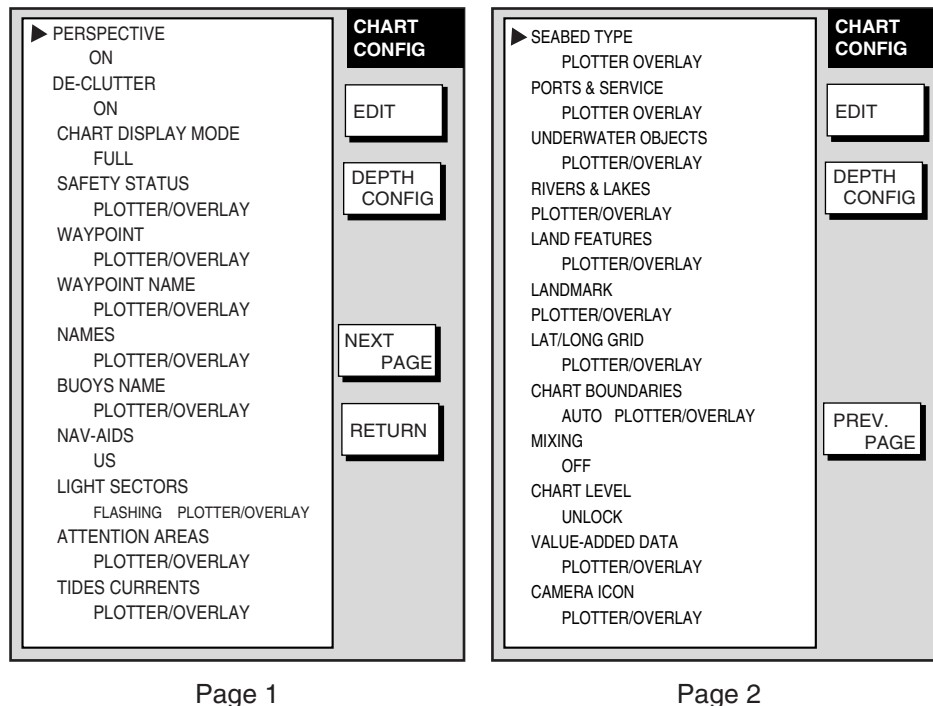 PERSPECTIVE
ON
DE-CLUTTER
ON
CHART DISPLAY MODE
FULL
SAFETY STATUS
PLOTTER/OVERLAY
WAYPOINT
PLOTTER/OVERLAY
WAYPOINT NAME
PLOTTER/OVERLAY
NAMES
PLOTTER/OVERLAY
BUOYS NAME
PLOTTER/OVERLAY
NAV-AIDS
US
LIGHT SECTORS
FLASHING PLOTTER/OVERLAY
ATTENTION AREAS
PLOTTER/OVERLAY
TIDES CURRENTS
PLOTTER/OVERLAY
CHART
CONFIG
EDIT
DEPTH
CONFIG
NEXT
PAGE
RETURN
Page 1
SEABED TYPE
PLOTTER OVERLAY
PORTS & SERVICE
PLOTTER OVERLAY
UNDERWATER OBJECTS
PLOTTER/OVERLAY
RIVERS & LAKES
PLOTTER/OVERLAY
LAND FEATURES
PLOTTER/OVERLAY
LANDMARK
PLOTTER/OVERLAY
LAT/LONG GRID
PLOTTER/OVERLAY
CHART BOUNDARIES
AUTO PLOTTER/OVERLAY
MIXING
OFF
CHART LEVEL
UNLOCK
VALUE-ADDED DATA
PLOTTER/OVERLAY
CAMERA ICON
PLOTTER/OVERLAY
CHART
CONFIG
EDIT
DEPTH
CONFIG
PREV.
PAGE
Page 2